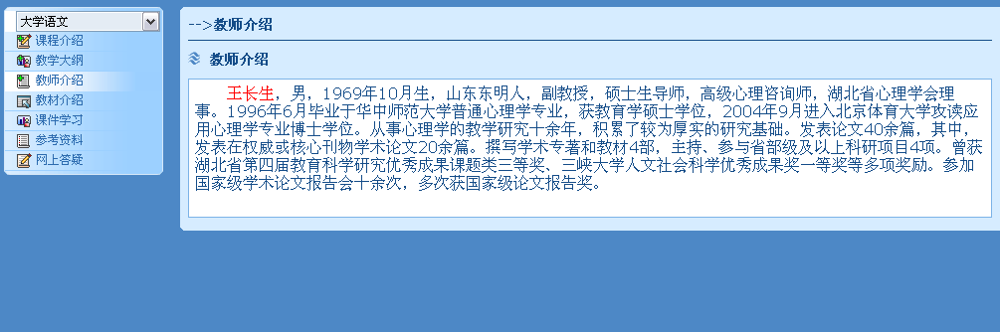 大学语文
课程介绍
教学大纲
教师介绍
教材介绍
课件学习
参考资料
网上答疑
-->教师介绍
教师介绍
王长生，男，1969年10月生，山东东明人，副教授，硕士生导师，高级心理咨询师，湖北省心理学会理
事。1996年6月毕业于华中师范大学普通心理学专业，获教育学硕士学位，2004年9月进入北京体育大学攻读应
用心理学专业博士学位。从事心理学的教学研究十余年，积累了较为厚实的研究基础。发表论文40余篇，其中，
发表在权威或核心刊物学术论文20余篇。撰写学术专著和教材4部，主持、参与省部级及以上科研项目4项。曾获
湖北省第四届教育科学研究优秀成果课题类三等奖、三峡大学人文社会科学优秀成果奖一等奖等多项奖励。参加
国家级学术论文报告会十余次，多次获国家级论文报告奖。